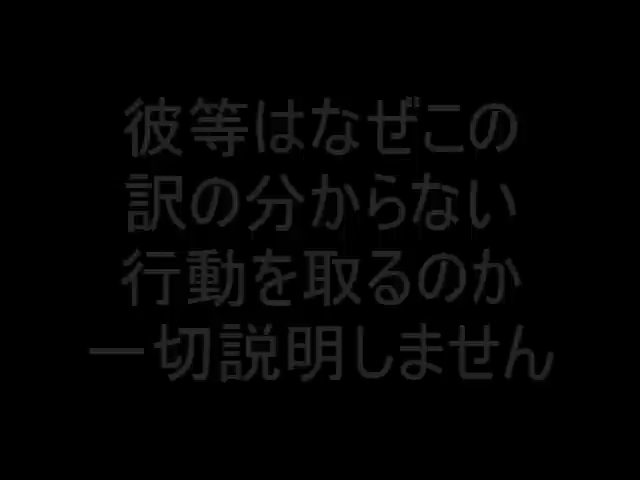 彼等はなぜこの
訳の分からない
行動を取るのか
一切説明しません